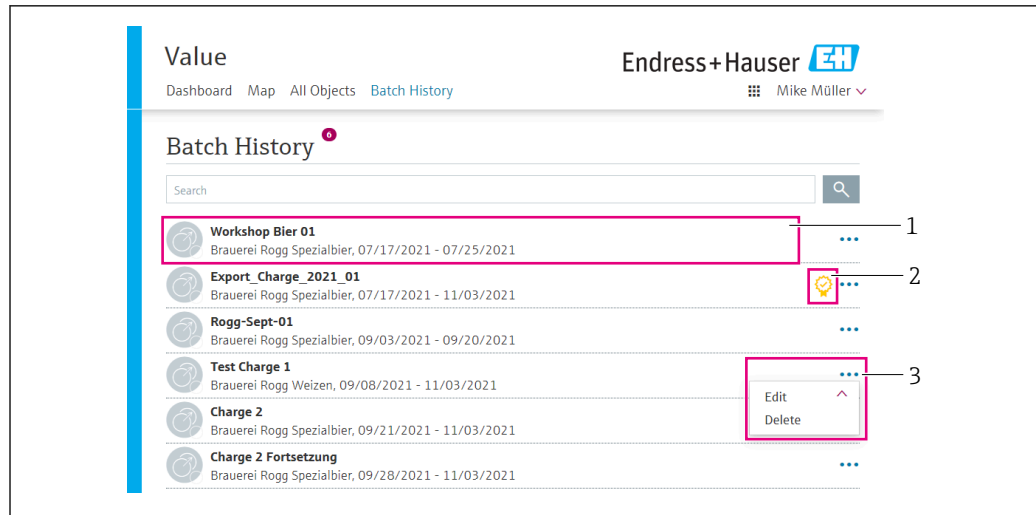 Value
Endress+Hauser EH
Dashboard Map All Objects Batch History
Mike Müller
Batch History 6
Search
Workshop Bier 01
Brauerei Rogg Spezialbier, 07/17/2021 - 07/25/2021
1
Export_Charge_2021_01
Brauerei Rogg Spezialbier, 07/17/2021 - 11/03/2021
2
Rogg-Sept-01
Brauerei Rogg Spezialbier, 09/03/2021 - 09/20/2021
Test Charge 1
Brauerei Rogg Weizen, 09/08/2021 - 11/03/2021
3
Edit
Delete
Charge 2
Brauerei Rogg Spezialbier, 09/21/2021 - 11/03/2021
Charge 2 Fortsetzung
Brauerei Rogg Spezialbier, 09/28/2021 - 11/03/2021